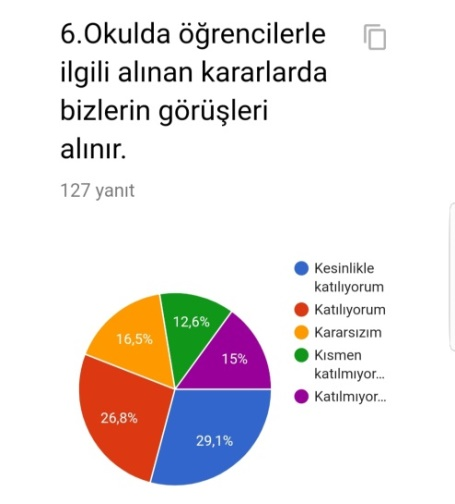 6.Okulda öğrencilerle
ilgili alınan kararlarda
bizlerin görüşleri
alınır.
127 yanıt
Kesinlikle
katılıyorum
Katılıyorum
Kararsızım
Kısmen
katılmıyor...
Katılmıyor...
12,6%
16,5%
15%
26,8%
29,1%